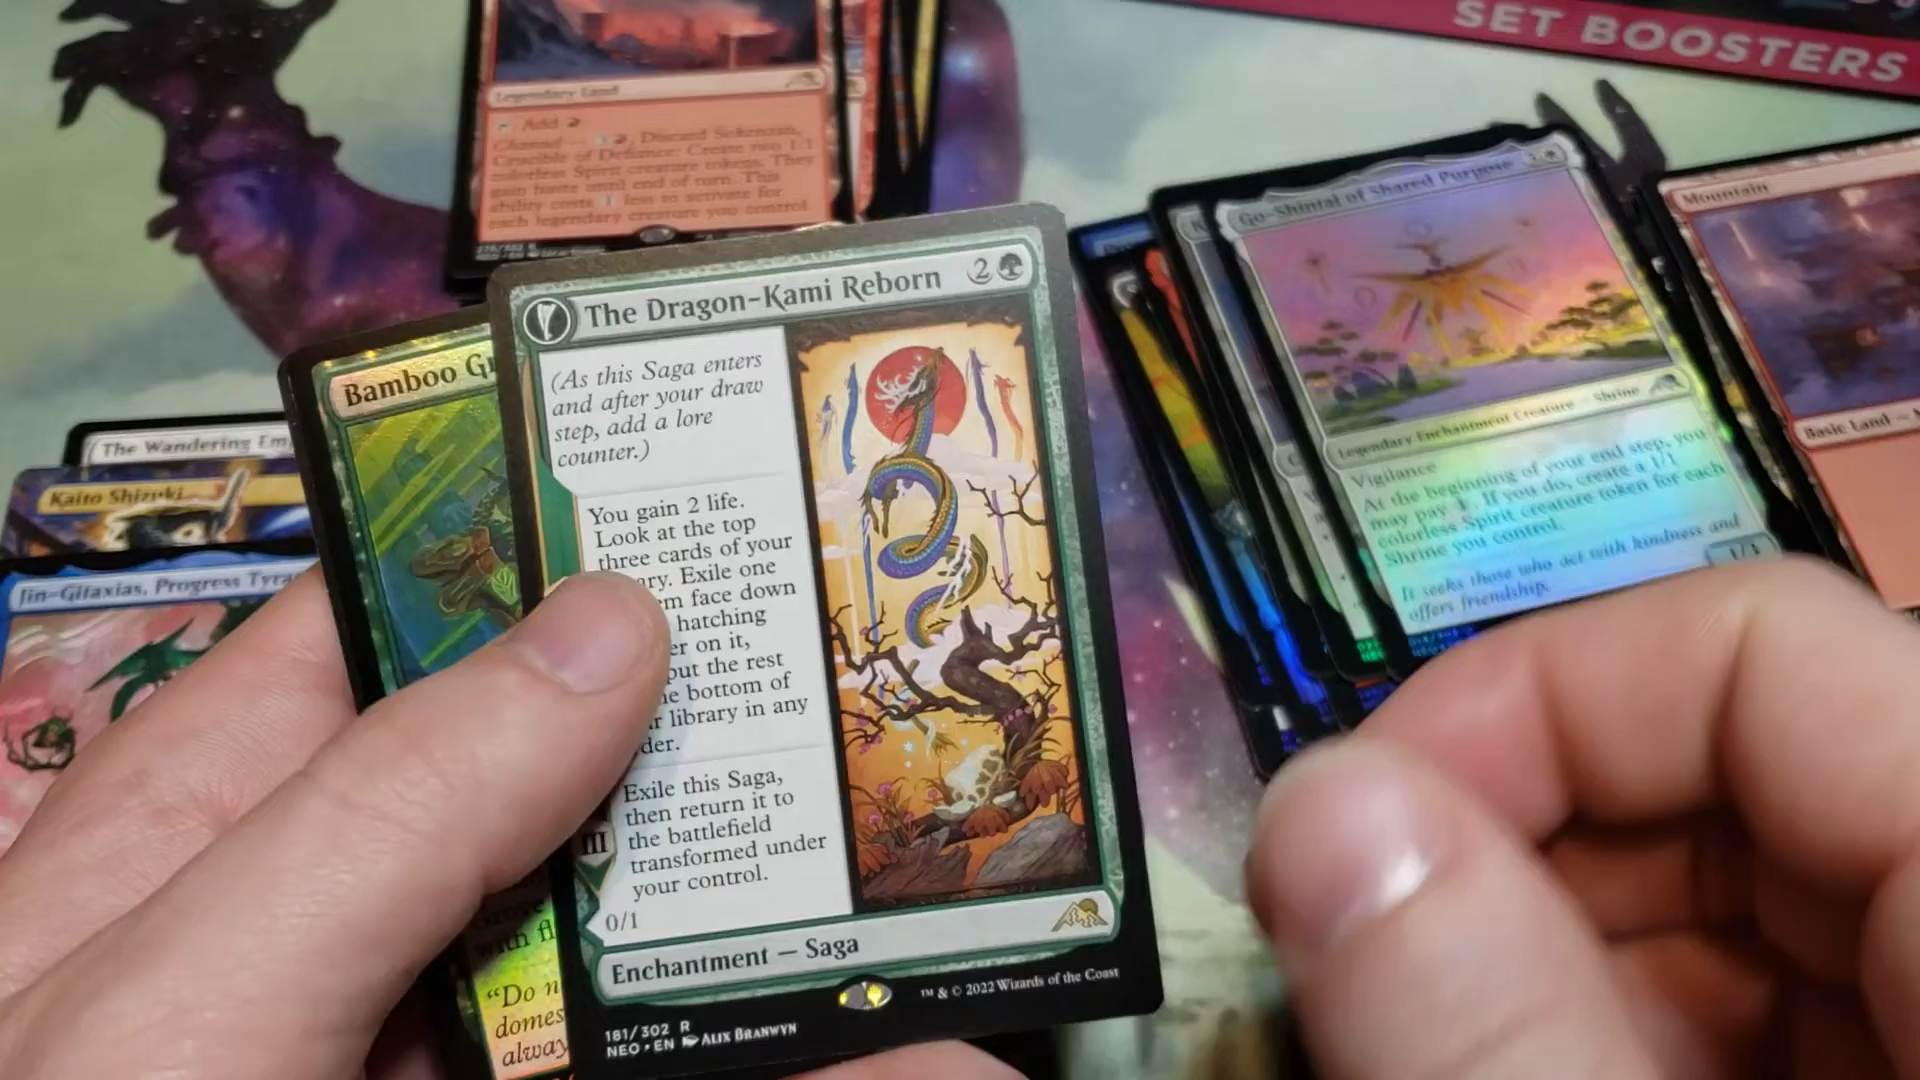 SET BOOSTERS
Legendary Land
Add
Discard Sokenzan,
Crucible of Defiance. Create two 1/1
colorless Spirit creature tokens. They
gain haste until end of turn. This
ability costs 1 less to activate for
each legendary creature you control.
Go-Shintai of Shared Purpose
Legendary Enchantment Creature — Shrine
Vigilance
At the beginning of your end step, you
may pay 1. If you do, create a 1/1
colorless Spirit creature token for each
Shrine you control.
It seeks those who act with kindness and
offers friendship.
Mountain
Basic Land —
The Dragon-Kami Reborn 2
(As this Saga enters
and after your draw
step, add a lore
counter.)
You gain 2 life.
Look at the top
three cards of your
ary. Exile one
m face down
hatching
er on it,
put the rest
e bottom of
r library in any
der.
III
Exile this Saga,
then return it to
the battlefield
transformed under
your control.
0/1
Enchantment — Saga
™ & © 2022 Wizards of the Coast
181/302 R
NEO • EN ALIX BRANWYN
Bamboo Gr
Grove
with fl
“Do n
domes
alway
The Wandering Em
Kaito Shizuki
Jin-Gitaxias, Progress Tyra